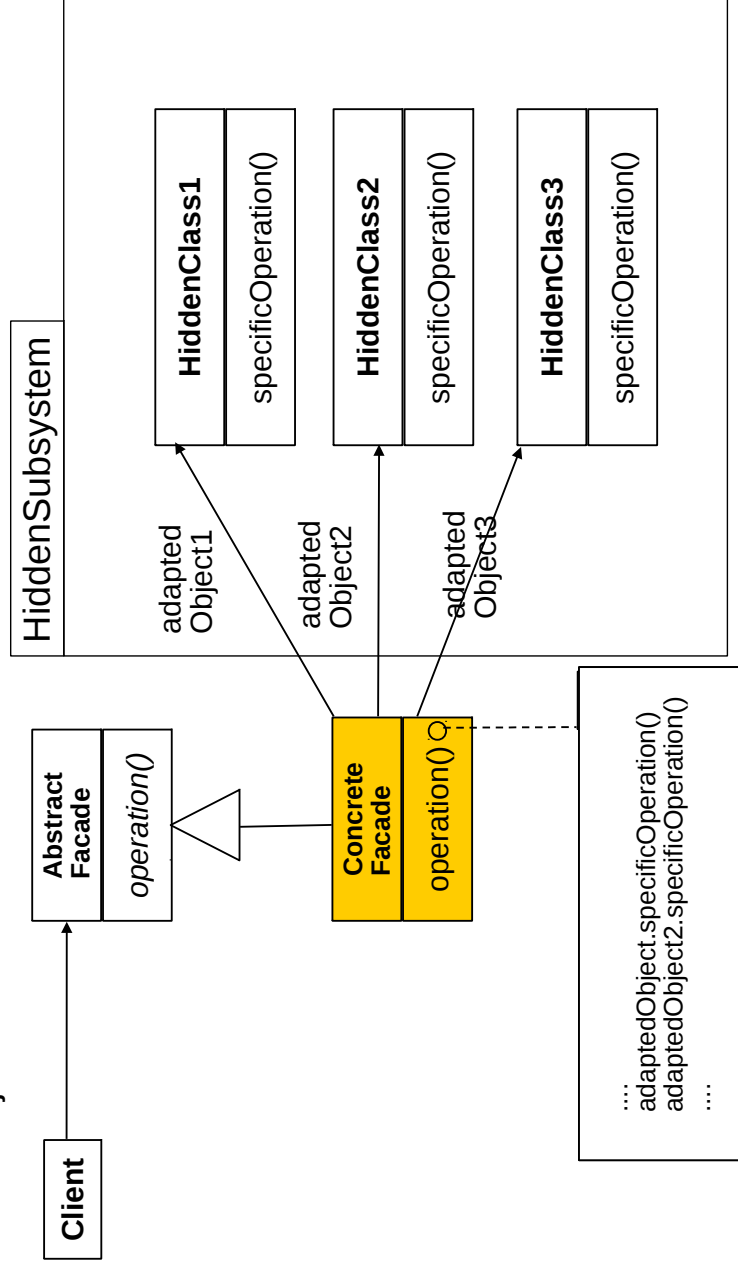 Client
Abstract
Facade
operation()
Concrete
Facade
operation()
....
adaptedObject.specificOperation()
adaptedObject2.specificOperation()
....
HiddenSubsystem
adapted
Object1
adapted
Object2
adapted
Object3
HiddenClass1
specificOperation()
HiddenClass2
specificOperation()
HiddenClass3
specificOperation()